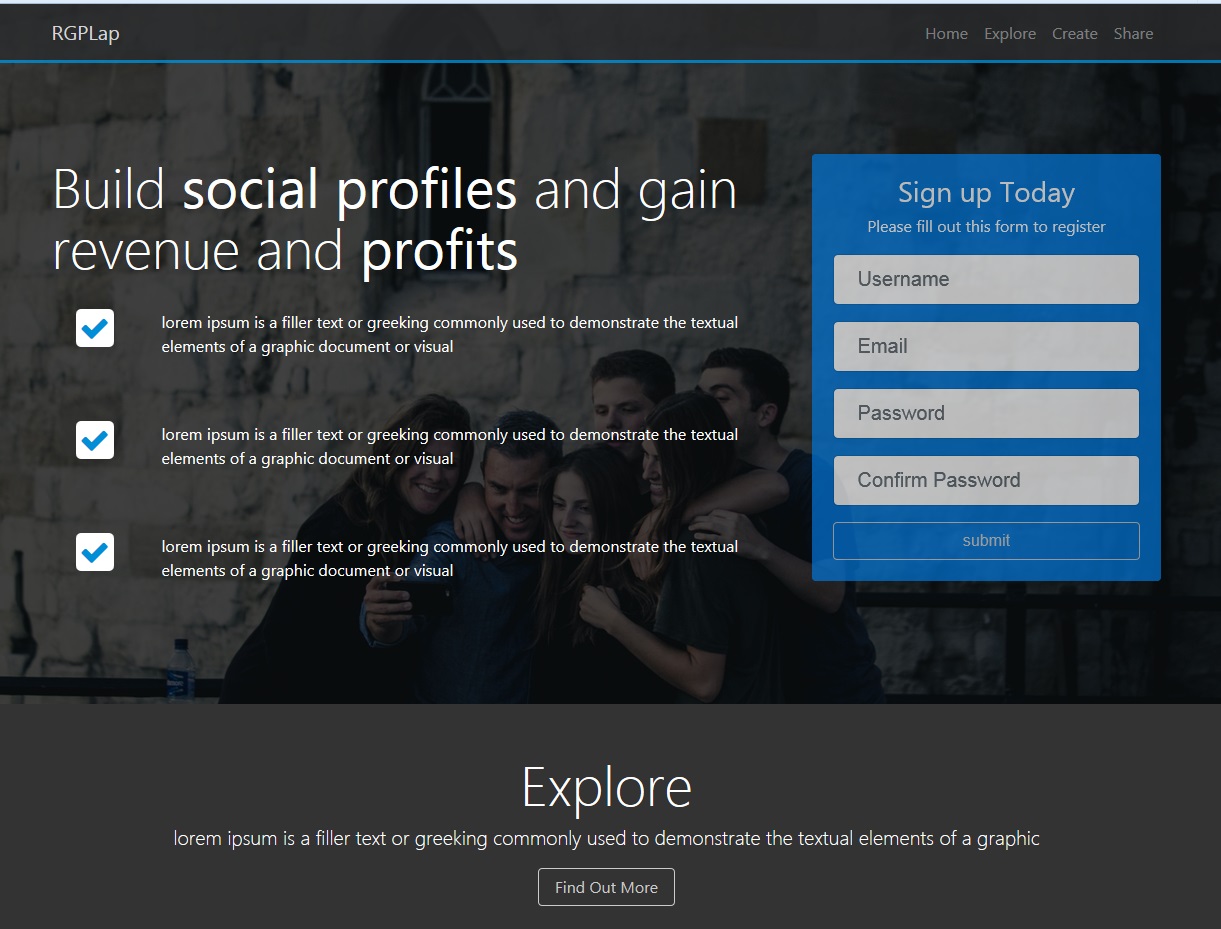 RGPLap
Home Explore Create Share
Build social profiles and gain
revenue and profits
lorem ipsum is a filler text or greeking commonly used to demonstrate the textual
elements of a graphic document or visual
lorem ipsum is a filler text or greeking commonly used to demonstrate the textual
elements of a graphic document or visual
lorem ipsum is a filler text or greeking commonly used to demonstrate the textual
elements of a graphic document or visual
Sign up Today
Please fill out this form to register
Username
Email
Password
Confirm Password
submit
Explore
lorem ipsum is a filler text or greeking commonly used to demonstrate the textual elements of a graphic
Find Out More